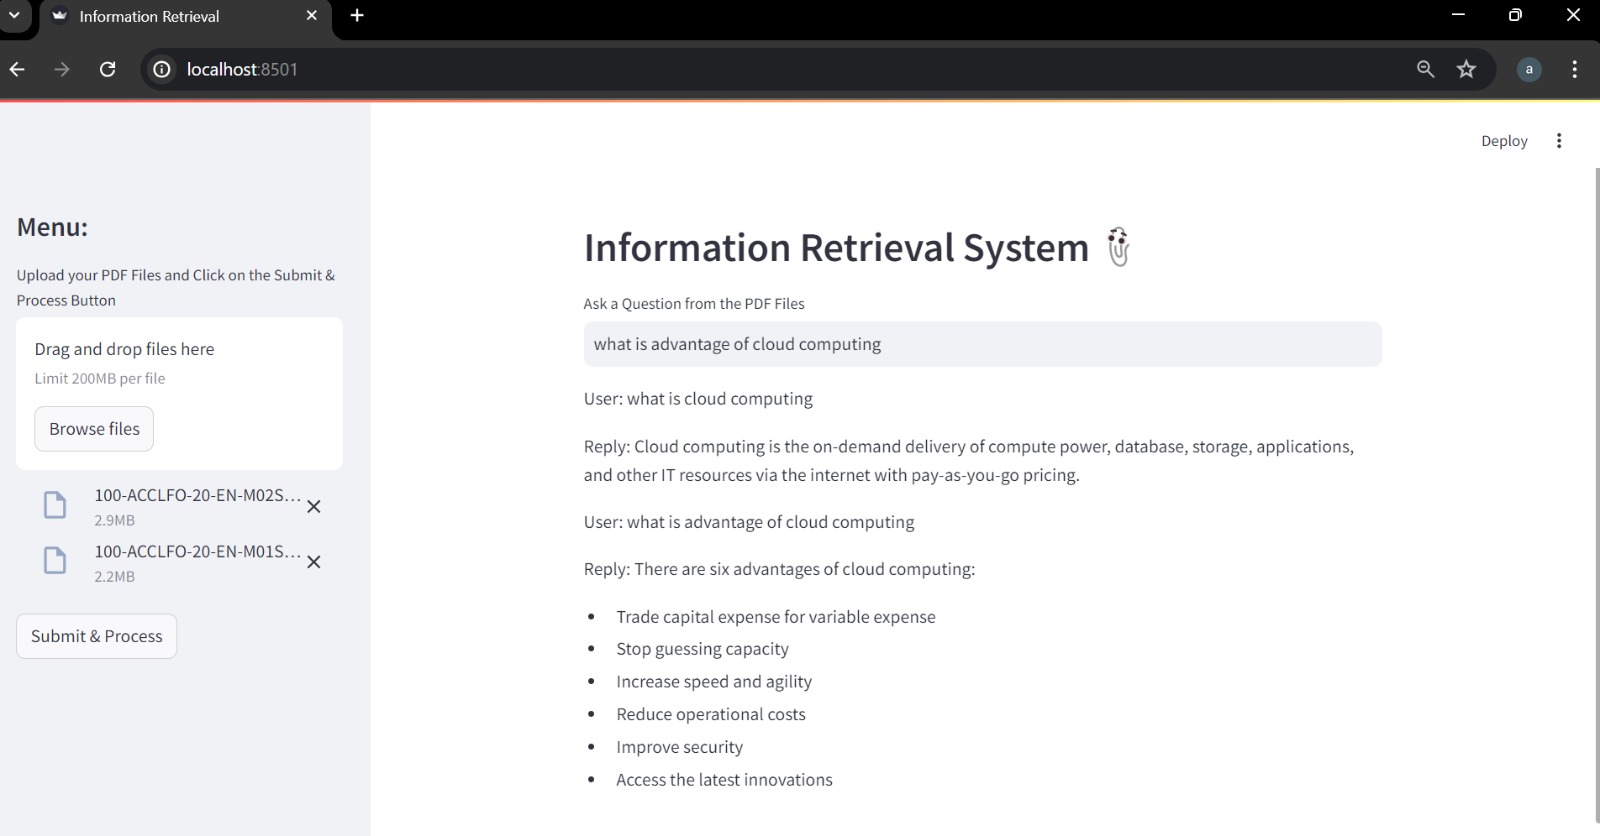 Information Retrieval
localhost:8501
a
Deploy
Menu:
Upload your PDF Files and Click on the Submit &
Process Button
Drag and drop files here
Limit 200MB per file
Browse files
100-ACCLFO-20-EN-M02S...
2.9MB
100-ACCLFO-20-EN-M01S...
2.2MB
Submit & Process
Information Retrieval System
Ask a Question from the PDF Files
what is advantage of cloud computing
User: what is cloud computing
Reply: Cloud computing is the on-demand delivery of compute power, database, storage, applications,
and other IT resources via the internet with pay-as-you-go pricing.
User: what is advantage of cloud computing
Reply: There are six advantages of cloud computing:
• Trade capital expense for variable expense
• Stop guessing capacity
• Increase speed and agility
• Reduce operational costs
• Improve security
• Access the latest innovations